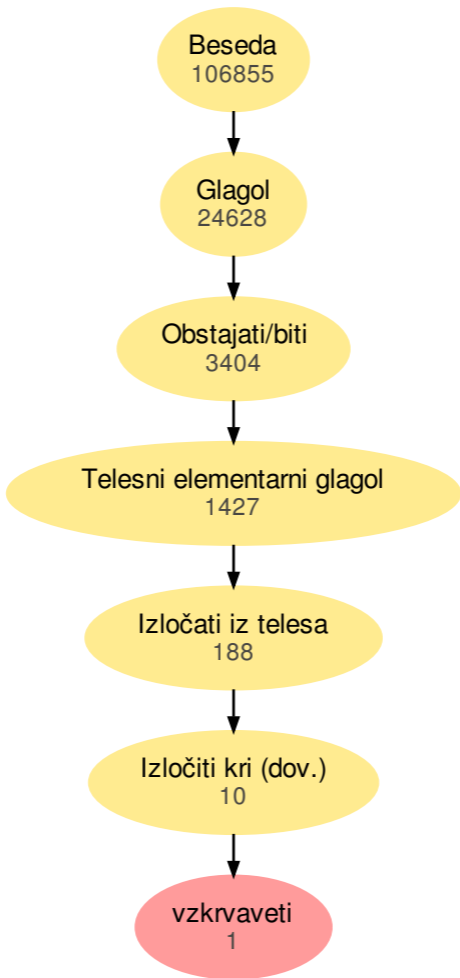 Beseda
106855
Glagol
24628
Obstajati/biti
3404
Telesni elementarni glagol
1427
Izločati iz telesa
188
Izločiti kri (dov.)
10
vzkrvaveti
1